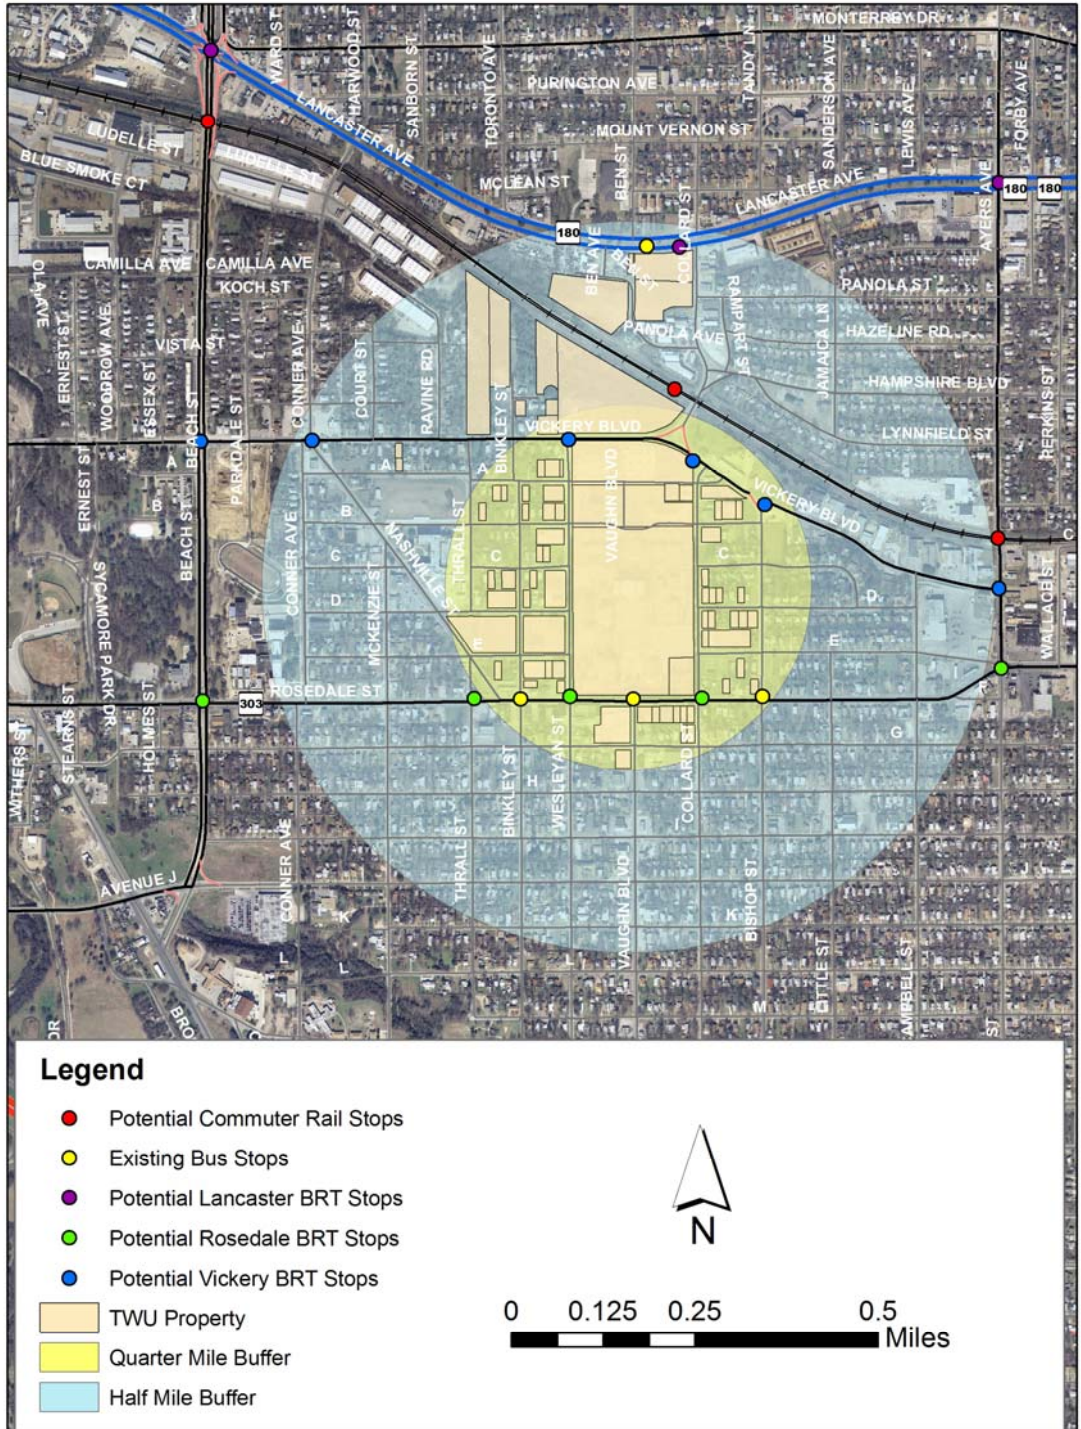 MONTERREY DR
WARD ST
HARWOOD ST
SANBORN ST
TORONTO AVE
PURINGTON AVE
TANDY LN
SANDERSON AVE
LEWIS AVE
FORBY AVE
LANCASTER AVE
MOUNT VERNON ST
LUDELLE ST
LUDELLE ST
BLUE SMOKE CT
MCLEAN ST
BEN ST
LANCASTER AVE
AYERS AVE
180
180
180
COLLARD ST
BEN AVE
BEN ST
CAMILLA AVE
CAMILLA AVE
KOCH ST
OLA AVE
PANOLA ST
RAMPART ST
JAMAICA LN
PANOLA AVE
HAZELINE RD
ERNEST ST
WOODROW AVE
VISTA ST
ESSEX ST
CONNER AVE
COURT ST
RAVINE RD
BINKLEY ST
HAMPSHIRE BLVD
PERKINS ST
BEACH ST
PARKDALE ST
VICKERY BLVD
LYNNFIELD ST
A
A
A
B
B
ERNEST ST
BEACH ST
VAUGHN BLVD
VICKERY BLVD
NASHVILLE ST
THRALL ST
CONNER AVE
C
C
C
C
SYCAMORE PARK DR
D
D
MCKENZIE ST
WALLACE ST
E
E
ROSEDALE ST
303
STEARNS ST
HOLMES ST
WITHERS ST
G
H
BINKLEY ST
WESLEYAN ST
COLLARD ST
THRALL ST
CONNER AVE
VAUGHN BLVD
BISHOP ST
AVENUE J
J
K
K
L
L
L
LITTLE ST
AMPBELL ST
M
DR
BRO
ST
Legend
Potential Commuter Rail Stops
Existing Bus Stops
Potential Lancaster BRT Stops
Potential Rosedale BRT Stops
Potential Vickery BRT Stops
TWU Property
Quarter Mile Buffer
Half Mile Buffer
N
0 0.125 0.25 0.5
Miles